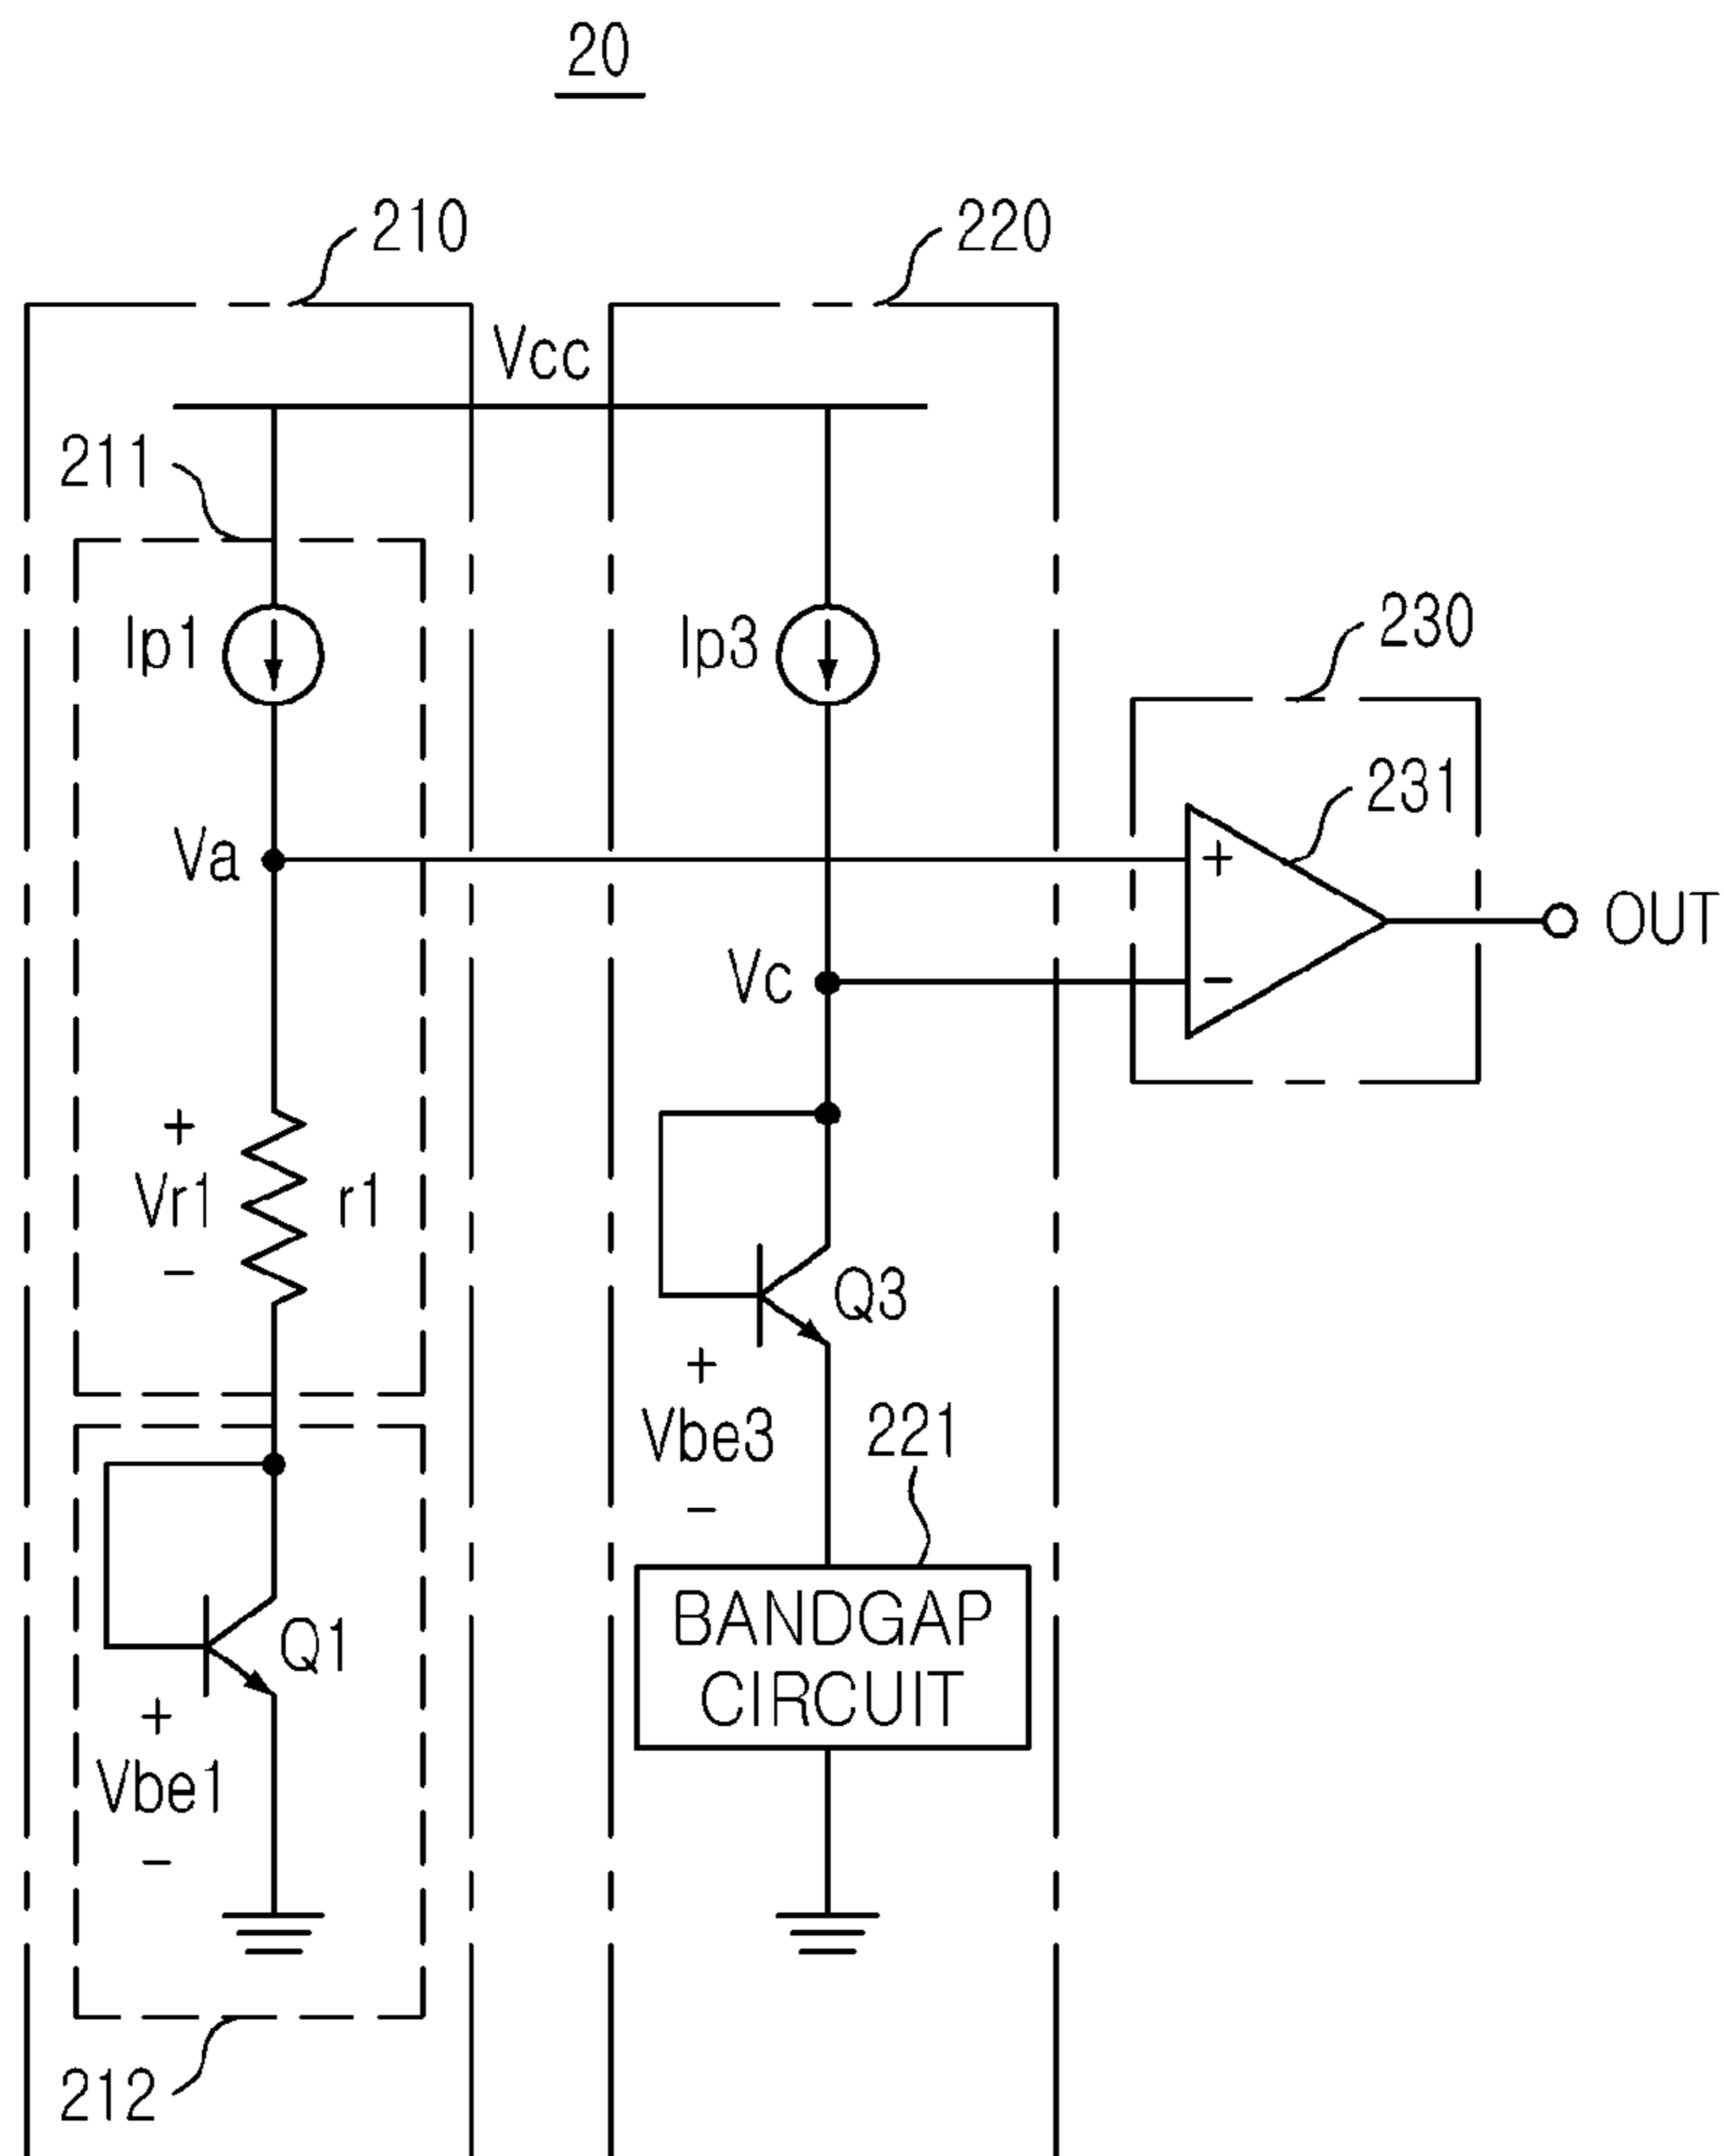 20
210
220
Vcc
211
Ip1
Ip3
230
231
Va
+
OUT
Vc
−
+
Vr1
−
r1
Q3
+
Vbe3
−
221
BANDGAP
CIRCUIT
Q1
+
Vbe1
−
212